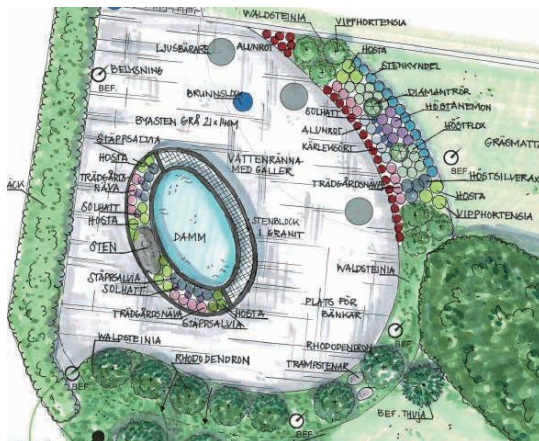 WALDSTEINIA
VIPPHORTENSIA
LJUSBÄRARE
ALUNROT
HOSTA
STENKYNDEL
BELYSNING
BEF.
DIAMANTRÖR
BRUNNSLOCK
HÖSTANEMON
SOLHATT
HÖSTFLOX
BYASTEN GRÅ 21x14CM
ALUNROT
GRÄSMATTA
STÄPPSALVIA
KÄRLEKSÖRT
BEF.
HOSTA
VATTENRÄNNA
MED GALLER
HÖSTSILVERAX
TRÄDGÅRDS
NÄVA
TRÄDGÅRDSNÄVA
HOSTA
SOLHATT
VIPPHORTENSIA
HOSTA
STENBLOCK
I GRANIT
DAMM
STEN
WALDSTEINIA
STÄPPSALVIA
SOLHATT
PLATS FÖR
BÄNKAR
TRÄDGÅRDSNÄVA
HOSTA
STÄPPSALVIA
WALDSTEINIA
RHODODENDRON
RHODODENDRON
BEF.
TRAMPSTENAR
BEF.
BEF. THUJA
BEF.